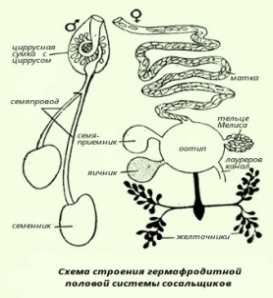 ♂ ♀
циррусная
сумка с
циррусом
матка
семяпровод
тельце
Мелиса
семя-
приемник
оотип
лауреров
канал
яичник
семенник
желточники
Схема строения гермафродитной
половой системы сосальщиков